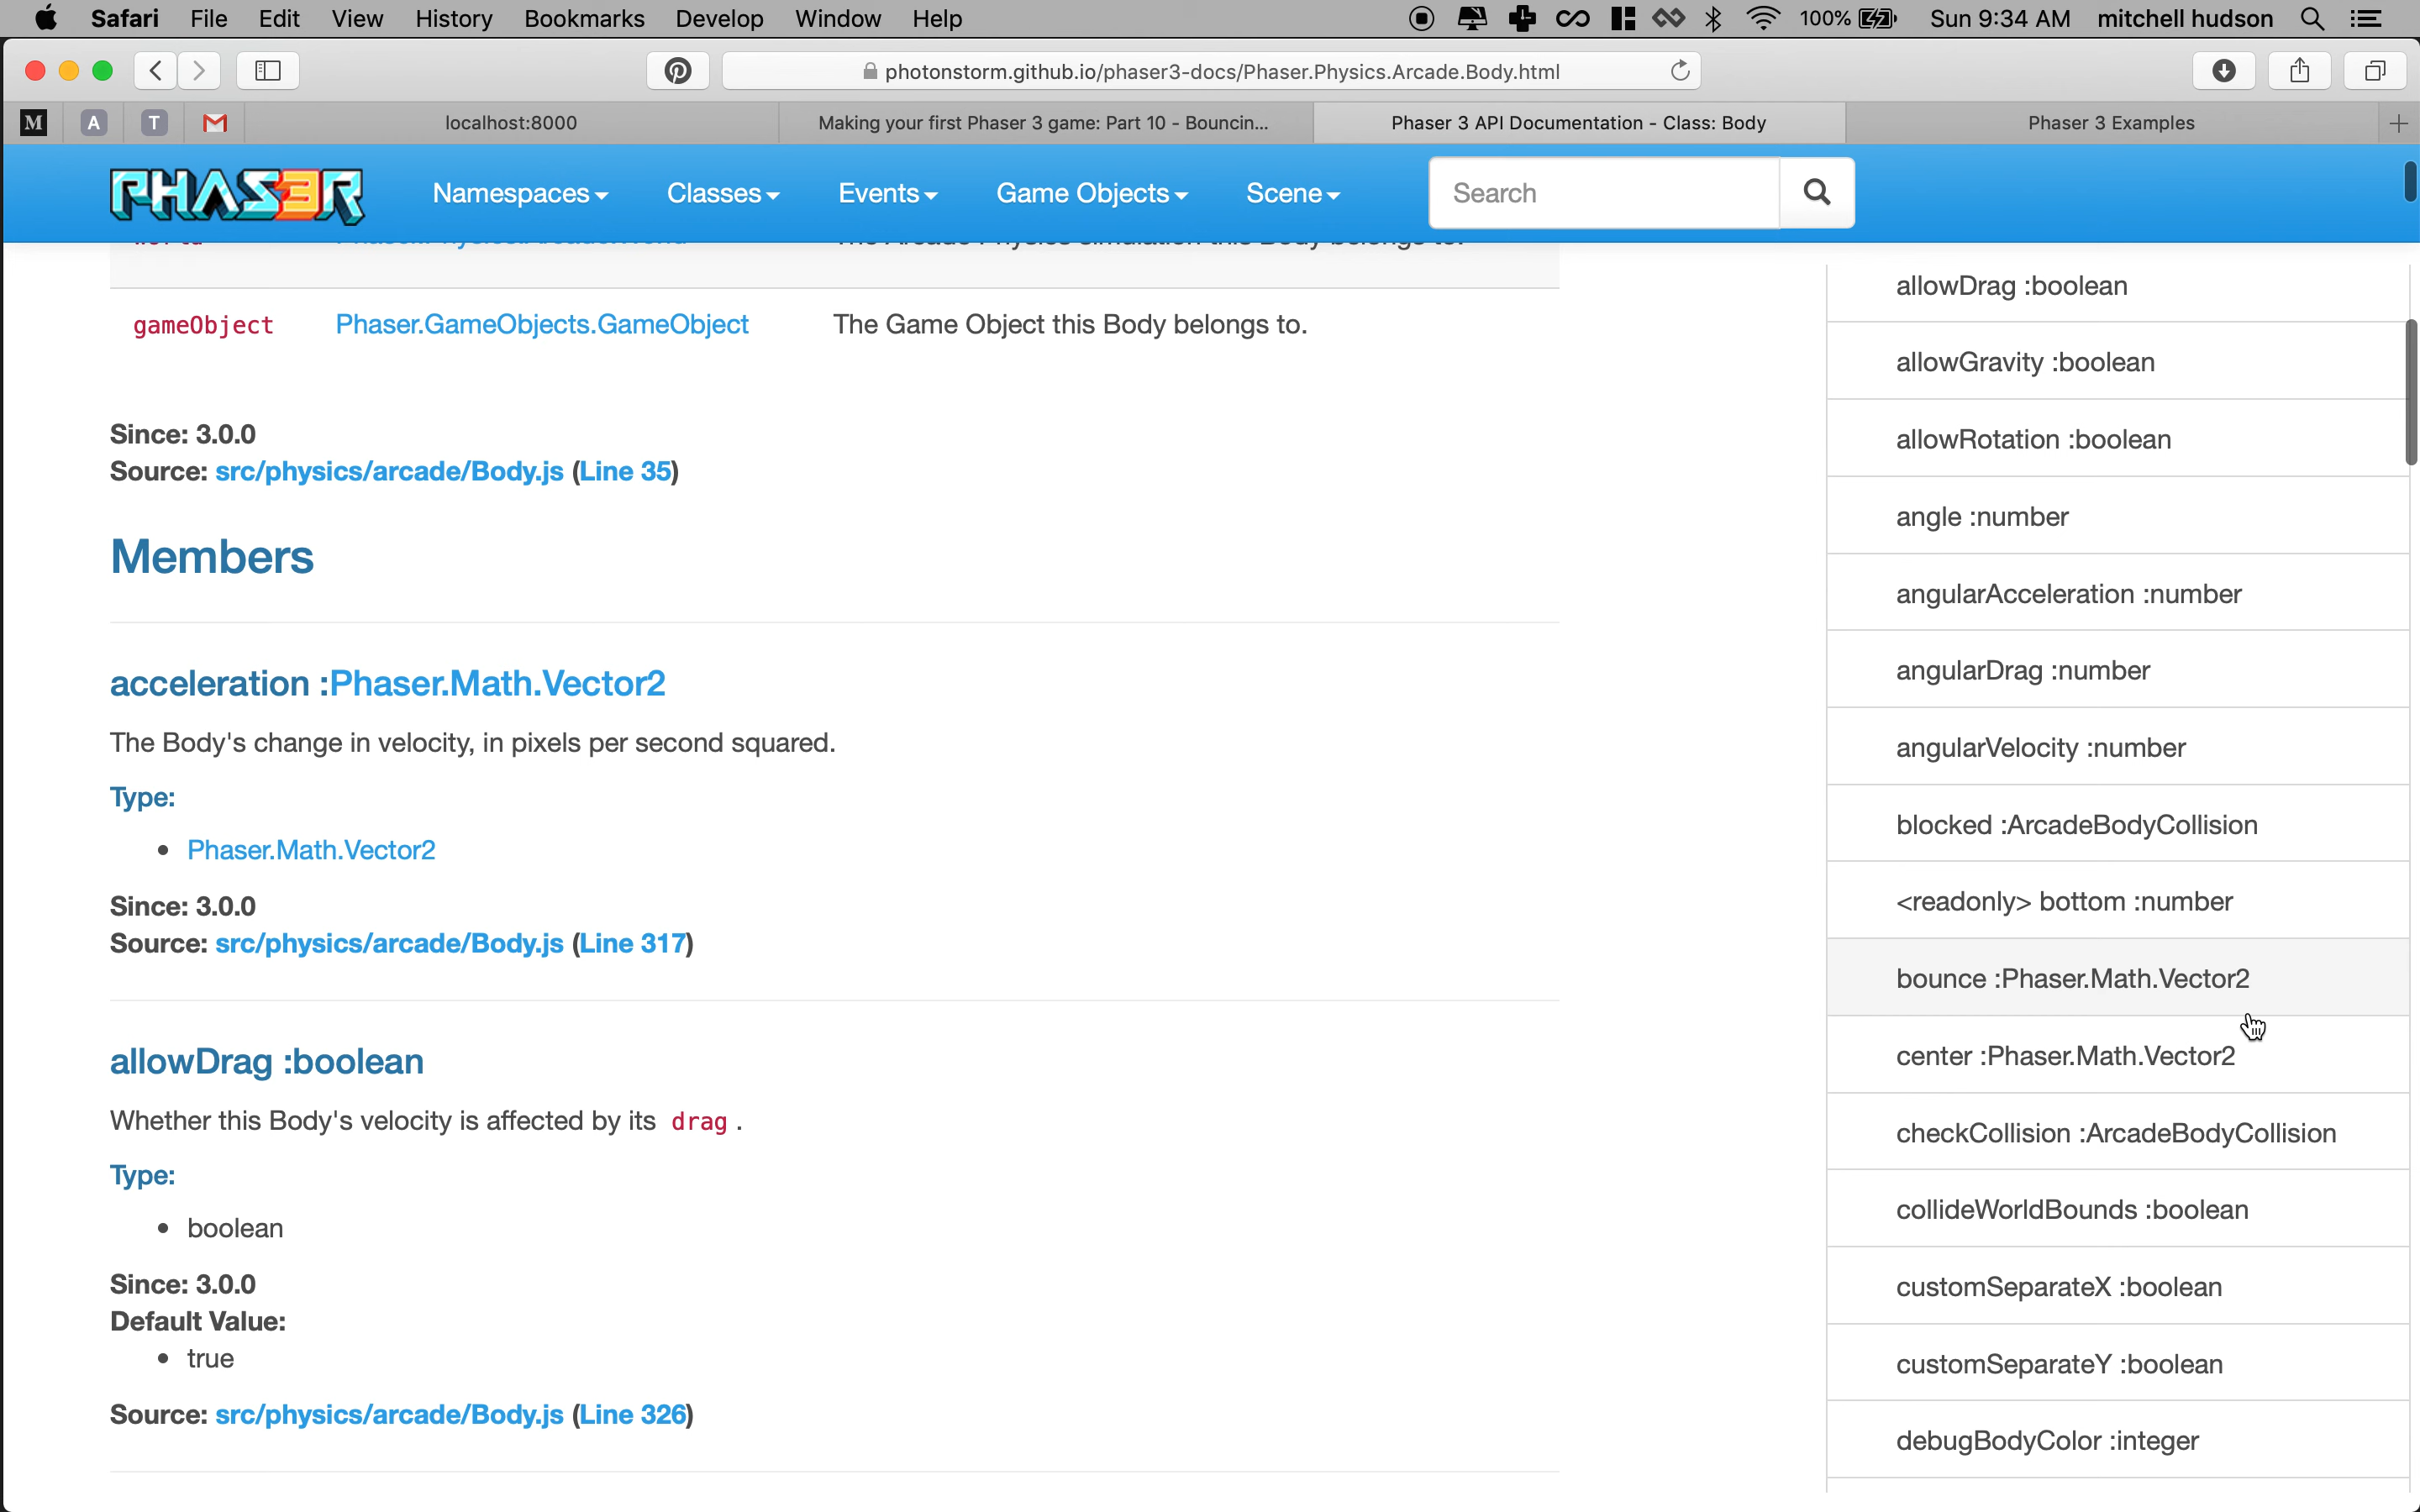 Safari File Edit View History Bookmarks Develop Window Help 100% Sun 9:34 AM mitchell hudson
photonstorm.github.io/phaser3-docs/Phaser.Physics.Arcade.Body.html
M A T localhost:8000 Making your first Phaser 3 game: Part 10 - Bouncin... Phaser 3 API Documentation - Class: Body Phaser 3 Examples
PHAS3R Namespaces Classes Events Game Objects Scene Search
gameObject Phaser.GameObjects.GameObject The Game Object this Body belongs to.
Since: 3.0.0
Source: src/physics/arcade/Body.js (Line 35)
Members
acceleration :Phaser.Math.Vector2
The Body's change in velocity, in pixels per second squared.
Type:
• Phaser.Math.Vector2
Since: 3.0.0
Source: src/physics/arcade/Body.js (Line 317)
allowDrag :boolean
Whether this Body's velocity is affected by its drag .
Type:
• boolean
Since: 3.0.0
Default Value:
• true
Source: src/physics/arcade/Body.js (Line 326)
allowDrag :boolean
allowGravity :boolean
allowRotation :boolean
angle :number
angularAcceleration :number
angularDrag :number
angularVelocity :number
blocked :ArcadeBodyCollision
<readonly> bottom :number
bounce :Phaser.Math.Vector2
center :Phaser.Math.Vector2
checkCollision :ArcadeBodyCollision
collideWorldBounds :boolean
customSeparateX :boolean
customSeparateY :boolean
debugBodyColor :integer